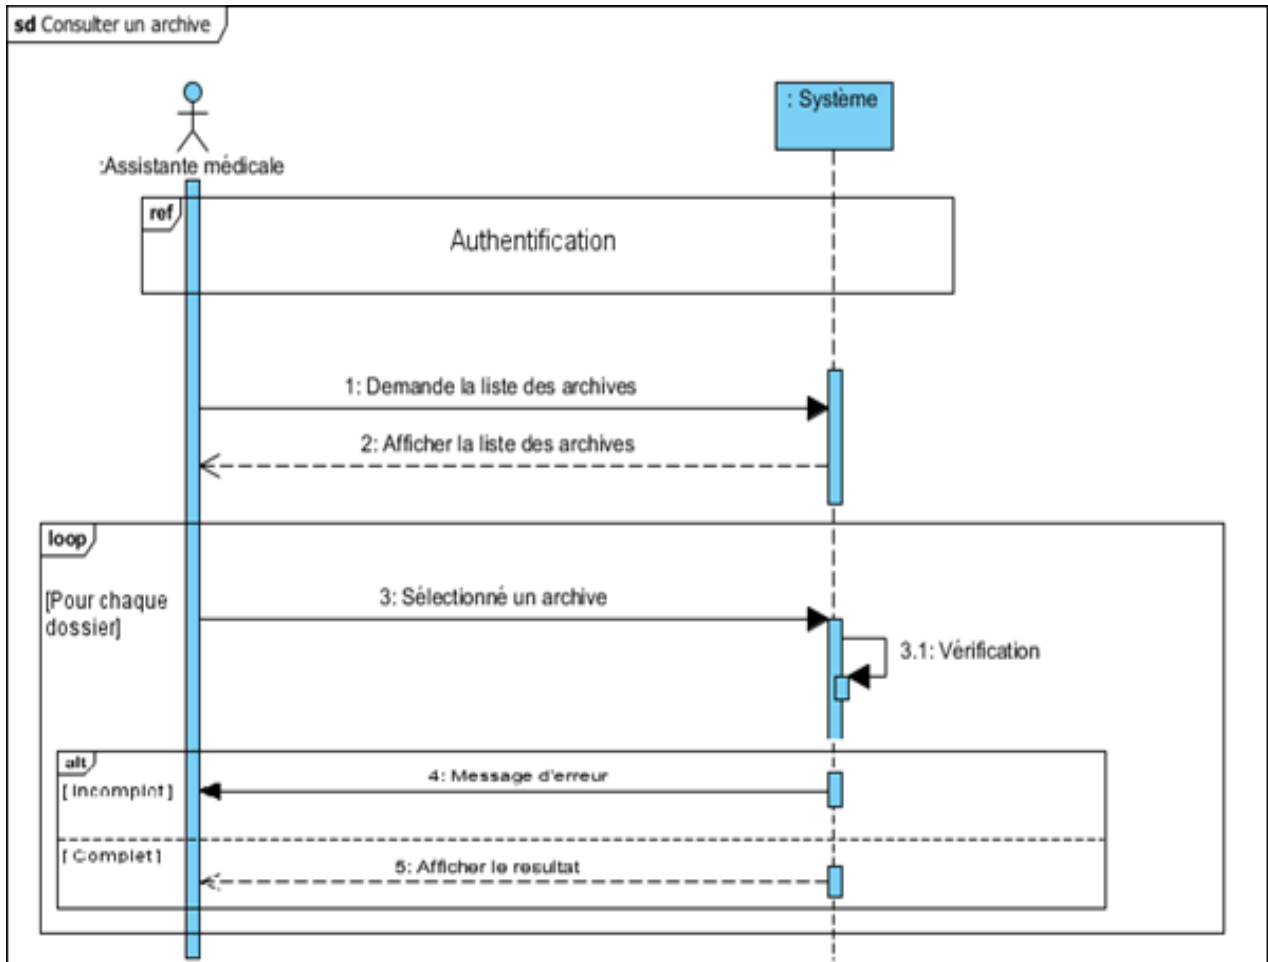 sd Consulter un archive
: Système
:Assistante médicale
ref
Authentification
1: Demande la liste des archives
2: Afficher la liste des archives
loop
[Pour chaque
dossier]
3: Sélectionné un archive
3.1: Vérification
alt
[Incomplet]
4: Message d'erreur
[Complet]
5: Afficher le resultat